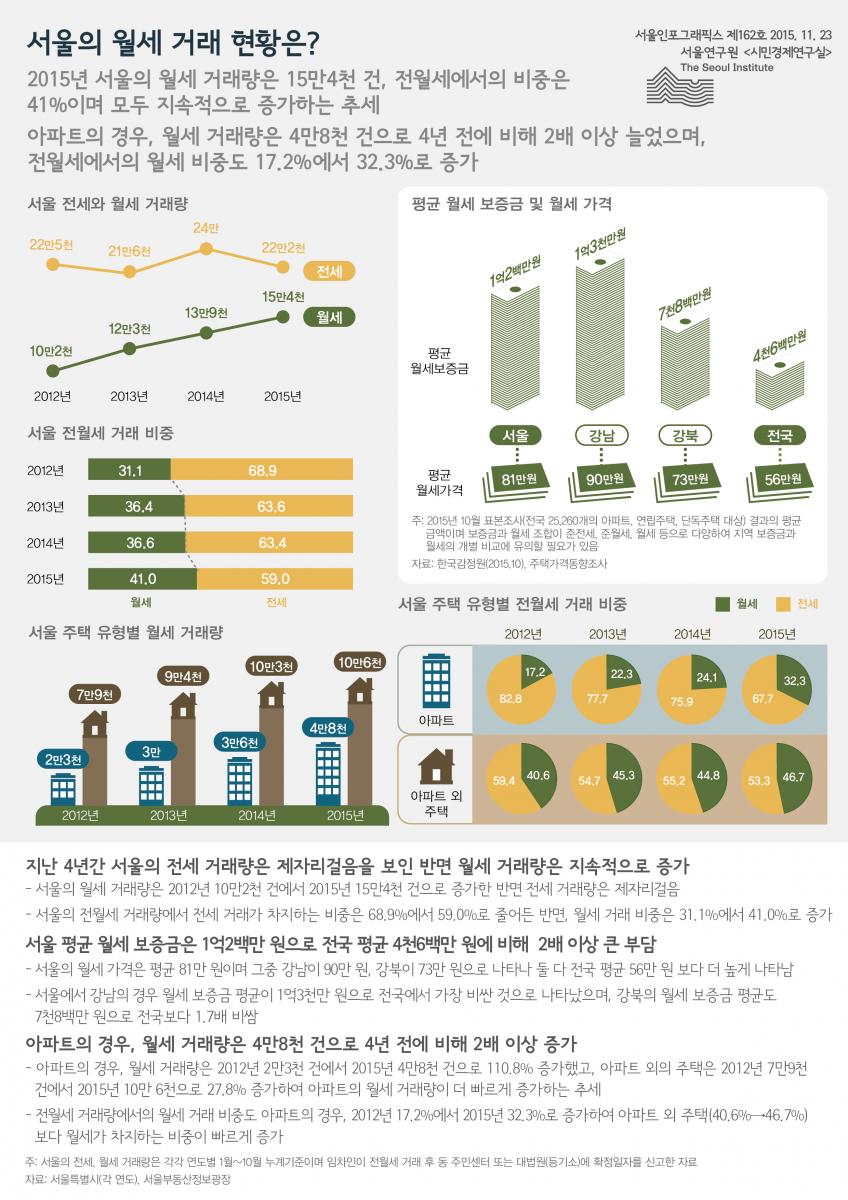 서울의 월세 거래 현황은?
서울인포그래픽스 제162호 2015. 11. 23
서울연구원 <시민경제연구실>
The Seoul Institute
2015년 서울의 월세 거래량은 15만4천 건, 전월세에서의 비중은
41%이며 모두 지속적으로 증가하는 추세
아파트의 경우, 월세 거래량은 4만8천 건으로 4년 전에 비해 2배 이상 늘었으며,
전월세에서의 월세 비중도 17.2%에서 32.3%로 증가
서울 전세와 월세 거래량
22만5천
21만6천
24만
22만2천
전세
10만2천
12만3천
13만9천
15만4천
월세
2012년
2013년
2014년
2015년
서울 전월세 거래 비중
2012년 31.1 68.9
2013년 36.4 63.6
2014년 36.6 63.4
2015년 41.0 59.0
월세 전세
평균 월세 보증금 및 월세 가격
1억2백만원
1억3천만원
7천8백만원
4천6백만원
평균
월세보증금
서울
강남
강북
전국
평균
월세가격
81만원
90만원
73만원
56만원
주: 2015년 10월 표본조사(전국 25,260개의 아파트, 연립주택, 단독주택 대상) 결과의 평균
금액이며 보증금과 월세 조합이 준전세, 준월세, 월세 등으로 다양하여 지역 보증금과
월세의 개별 비교에 유의할 필요가 있음
자료: 한국감정원(2015.10), 주택가격동향조사
서울 주택 유형별 월세 거래량
2만3천
7만9천
3만
9만4천
3만6천
10만3천
4만8천
10만6천
2012년
2013년
2014년
2015년
서울 주택 유형별 전월세 거래 비중
월세
전세
2012년
2013년
2014년
2015년
아파트
17.2
82.8
22.3
77.7
24.1
75.9
32.3
67.7
아파트 외
주택
59.4
40.6
54.7
45.3
55.2
44.8
53.3
46.7
지난 4년간 서울의 전세 거래량은 제자리걸음을 보인 반면 월세 거래량은 지속적으로 증가
- 서울의 월세 거래량은 2012년 10만2천 건에서 2015년 15만4천 건으로 증가한 반면 전세 거래량은 제자리걸음
- 서울의 전월세 거래량에서 전세 거래가 차지하는 비중은 68.9%에서 59.0%로 줄어든 반면, 월세 거래 비중은 31.1%에서 41.0%로 증가
서울 평균 월세 보증금은 1억2백만 원으로 전국 평균 4천6백만 원에 비해 2배 이상 큰 부담
- 서울의 월세 가격은 평균 81만 원이며 그중 강남이 90만 원, 강북이 73만 원으로 나타나 둘 다 전국 평균 56만 원 보다 더 높게 나타남
- 서울에서 강남의 경우 월세 보증금 평균이 1억3천만 원으로 전국에서 가장 비싼 것으로 나타났으며, 강북의 월세 보증금 평균도
7천8백만 원으로 전국보다 1.7배 비쌈
아파트의 경우, 월세 거래량은 4만8천 건으로 4년 전에 비해 2배 이상 증가
- 아파트의 경우, 월세 거래량은 2012년 2만3천 건에서 2015년 4만8천 건으로 110.8% 증가했고, 아파트 외의 주택은 2012년 7만9천
건에서 2015년 10만 6천으로 27.8% 증가하여 아파트의 월세 거래량이 더 빠르게 증가하는 추세
- 전월세 거래량에서의 월세 거래 비중도 아파트의 경우, 2012년 17.2%에서 2015년 32.3%로 증가하여 아파트 외 주택(40.6%→46.7%)
보다 월세가 차지하는 비중이 빠르게 증가
주: 서울의 전세, 월세 거래량은 각각 연도별 1월~10월 누계기준이며 임차인이 전월세 거래 후 동 주민센터 또는 대법원(등기소)에 확정일자를 신고한 자료
자료: 서울특별시(각 연도), 서울부동산정보광장